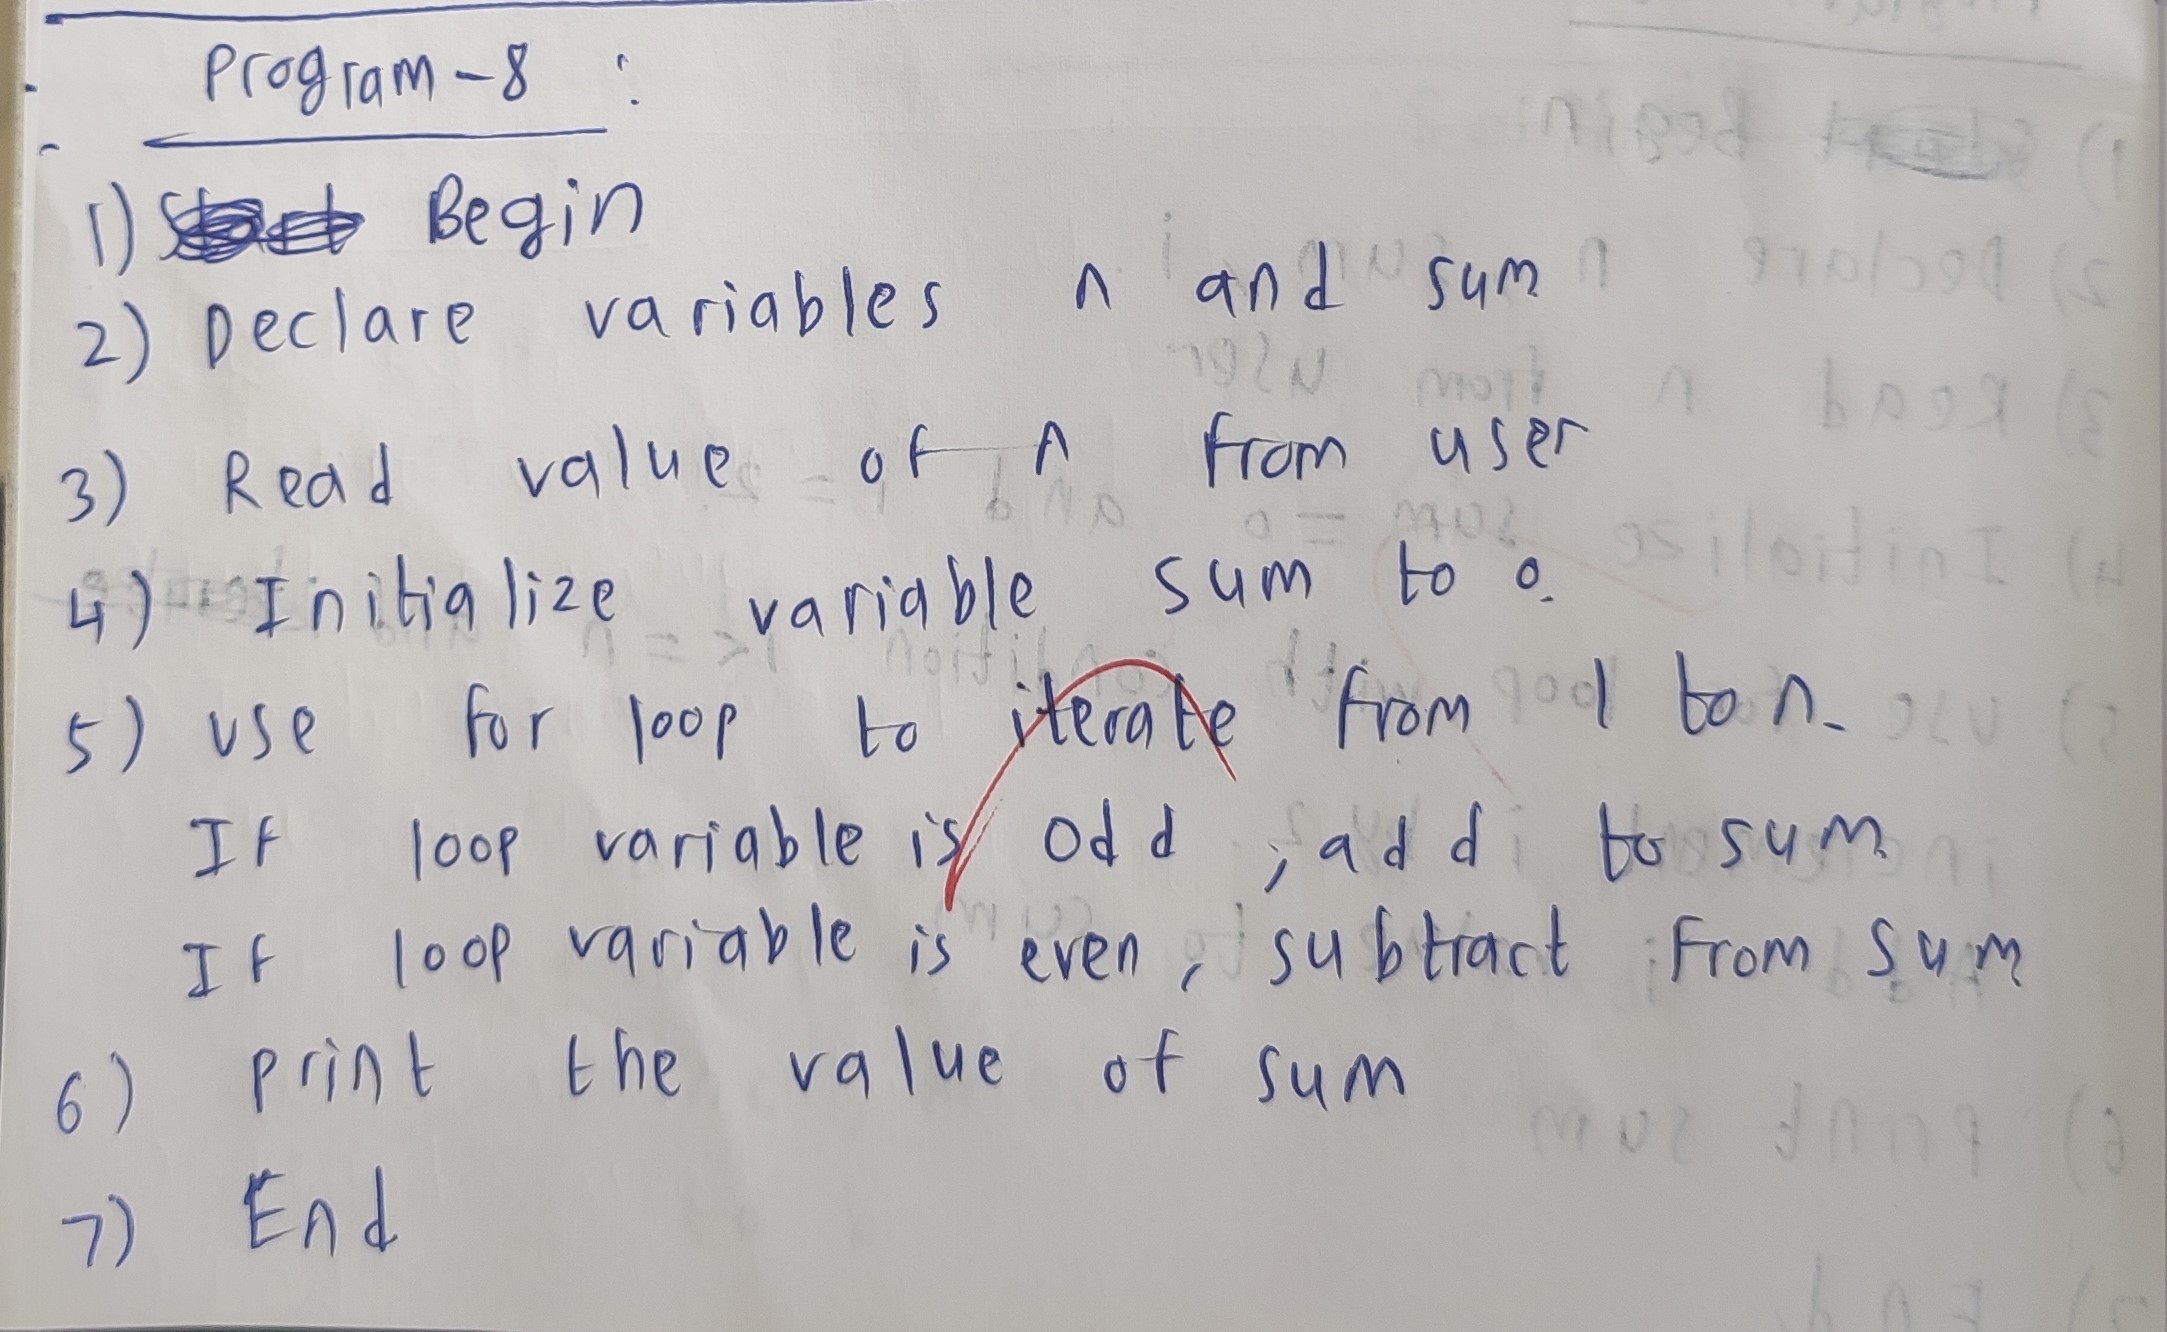 Program-8 :
1) Begin
2) Declare variables n and sum
3) Read value of n from user
4) Initialize variable sum to 0.
5) Use for loop to iterate from 1 to n.
If loop variable is odd, add to sum
If loop variable is even, subtract from sum
6) print the value of sum
7) End